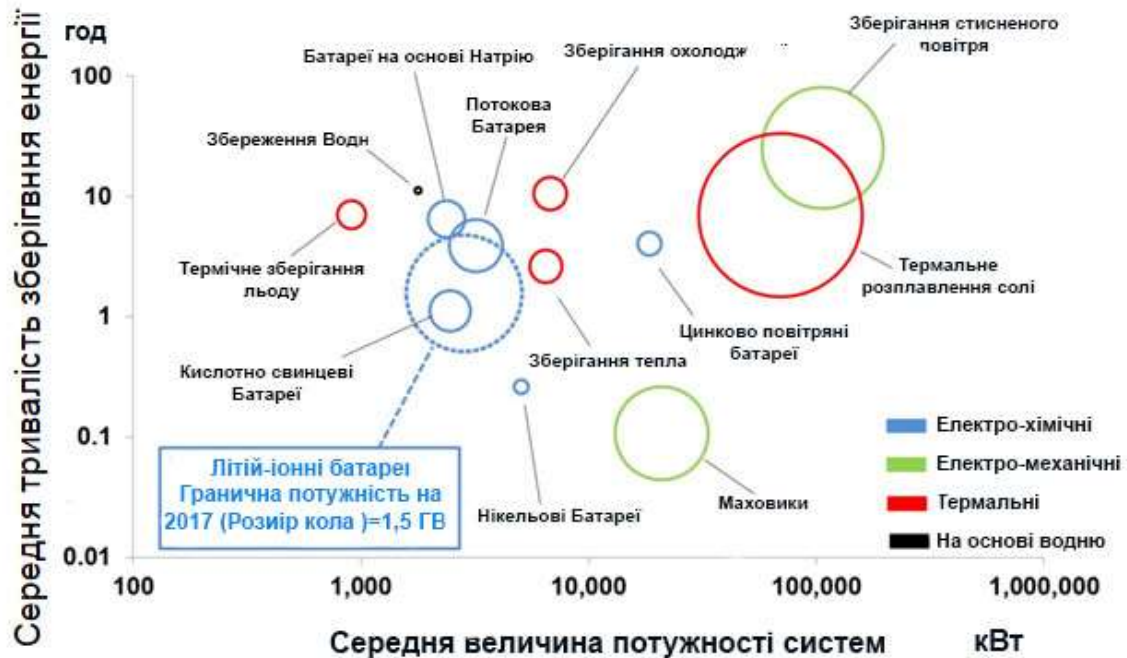 Середня тривалість зберігвння енергії
год
100
10
1
0.1
0.01
Батареї на основі Натрію
Зберігання охолодж
Зберігання стисненого
овітря
Потокова
Батарея
Збереження Водн
Термічне зберігання
льоду
Термальне
розплавлення солі
Цинково повітряні
батареї
Зберігання тепла
Кислотно свинцеві
Батареї
Літій-іонні батареї
Гранична потужність на
2017 (Розиір кола )=1,5 ГВ
Нікельові Батареї
Маховики
Електро-хімічні
Електро-механічні
Термальні
На основі водню
100
1,000
10,000
100,000
1,000,000
Середня величина потужності систем
кВт